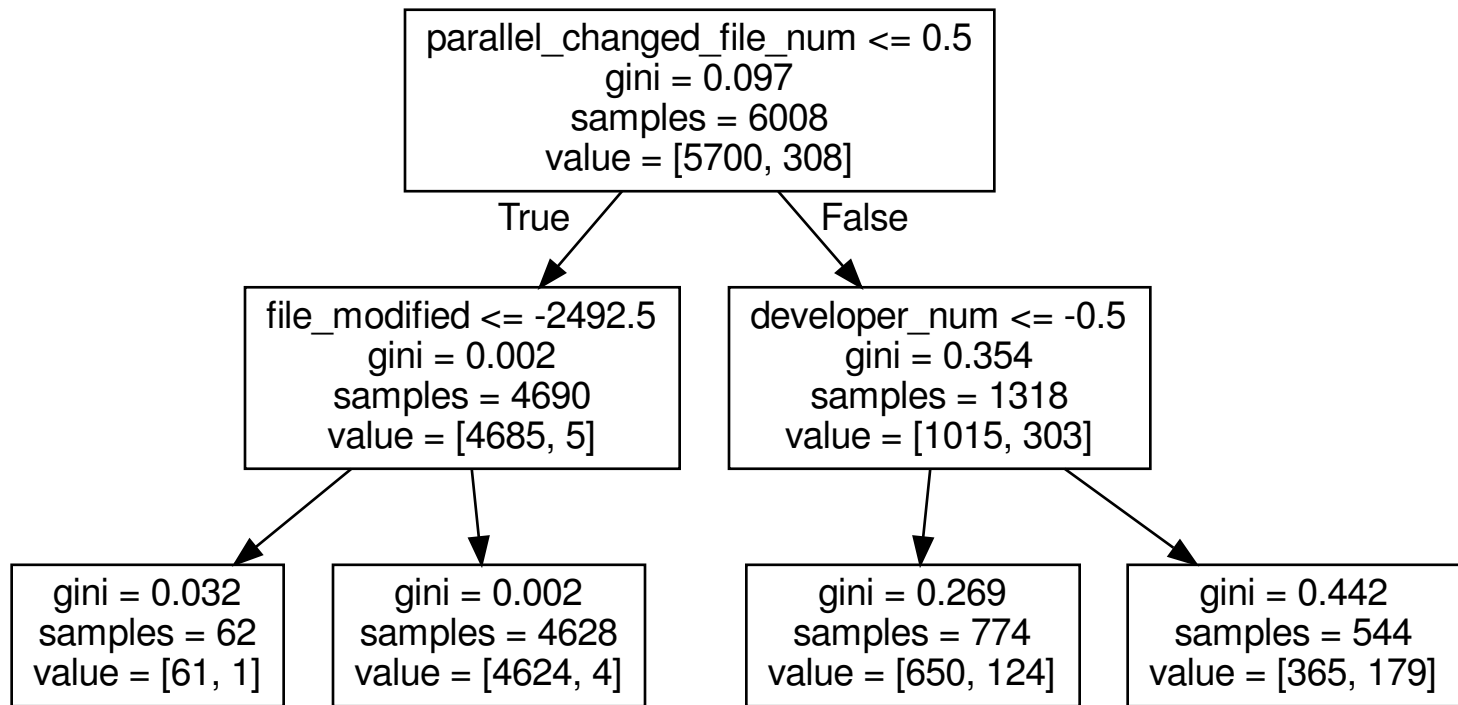 parallel_changed_file_num <= 0.5
gini = 0.097
samples = 6008
value = [5700, 308]
True
False
file_modified <= -2492.5
gini = 0.002
samples = 4690
value = [4685, 5]
developer_num <= -0.5
gini = 0.354
samples = 1318
value = [1015, 303]
gini = 0.032
samples = 62
value = [61, 1]
gini = 0.002
samples = 4628
value = [4624, 4]
gini = 0.269
samples = 774
value = [650, 124]
gini = 0.442
samples = 544
value = [365, 179]